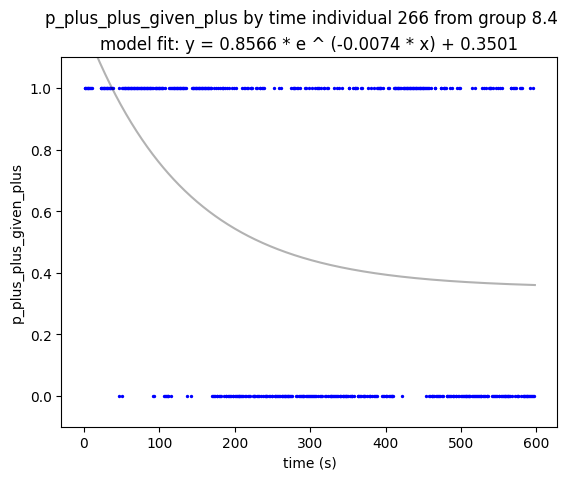 p_plus_plus_given_plus by time individual 266 from group 8.4
model fit: y = 0.8566 * e ^ (-0.0074 * x) + 0.3501
1.0
0.8
0.6
0.4
0.2
0.0
p_plus_plus_given_plus
0 100 200 300 400 500 600
time (s)